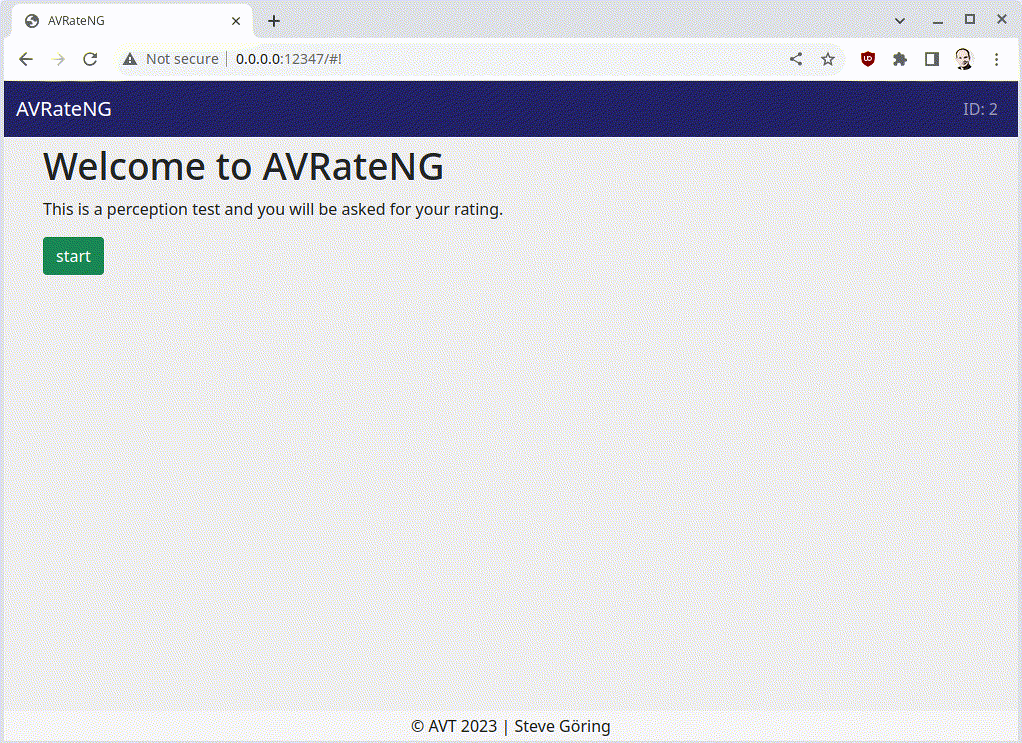 AVRateNG
Not secure | 0.0.0.0:12347/#!
AVRateNG
ID: 2
Welcome to AVRateNG
This is a perception test and you will be asked for your rating.
start
© AVT 2023 | Steve Göring